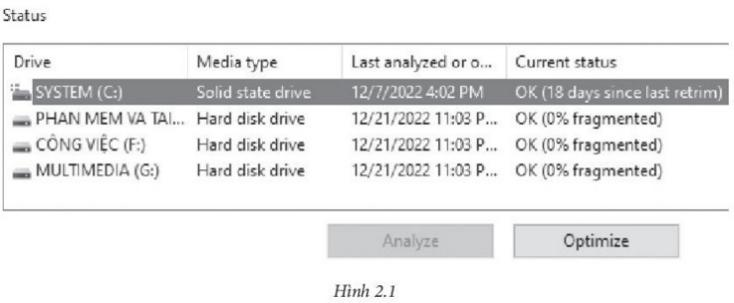 Status
Drive Media type Last analyzed or o... Current status
SYSTEM (C:) Solid state drive 12/7/2022 4:02 PM OK (18 days since last retrim)
PHAN MEM VA TAI... Hard disk drive 12/21/2022 11:03 P... OK (0% fragmented)
CÔNG VIỆC (F:) Hard disk drive 12/21/2022 11:03 P... OK (0% fragmented)
MULTIMEDIA (G:) Hard disk drive 12/21/2022 11:03 P... OK (0% fragmented)
Analyze Optimize
Hình 2.1